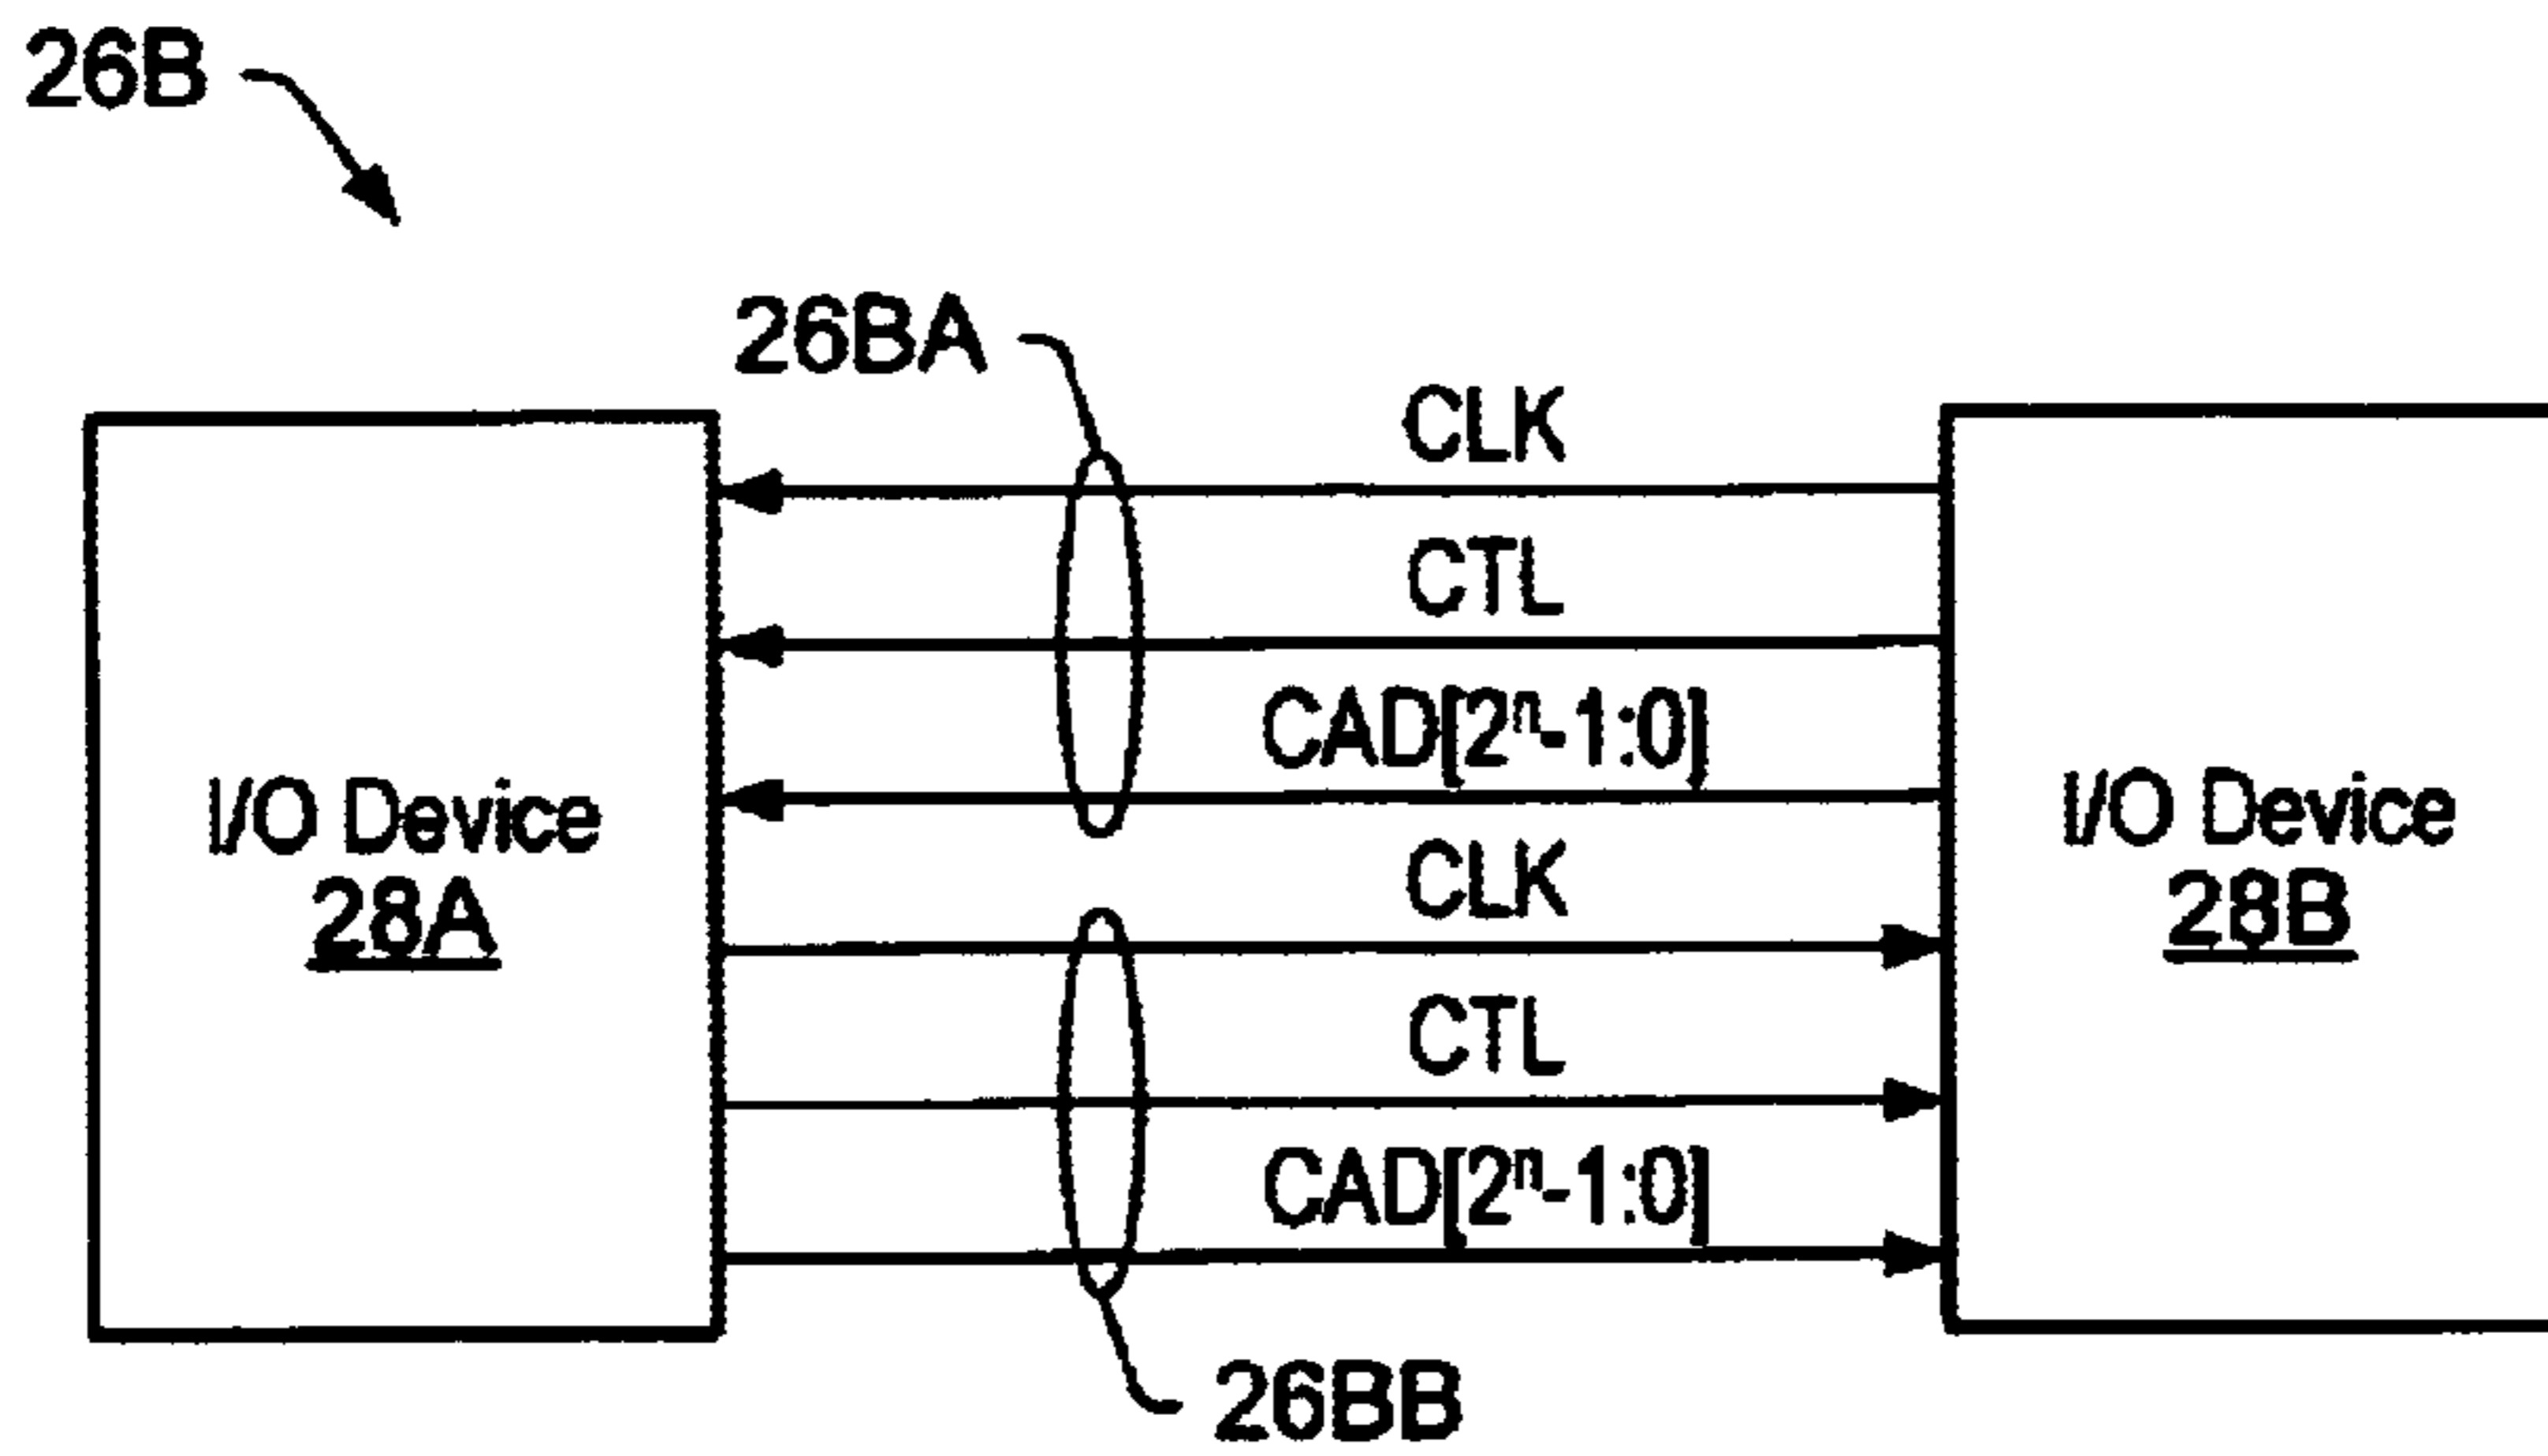 26B
26BA
CLK
CTL
CAD[2ⁿ-1:0]
I/O Device
28A
I/O Device
28B
CLK
CTL
CAD[2ⁿ-1:0]
26BB